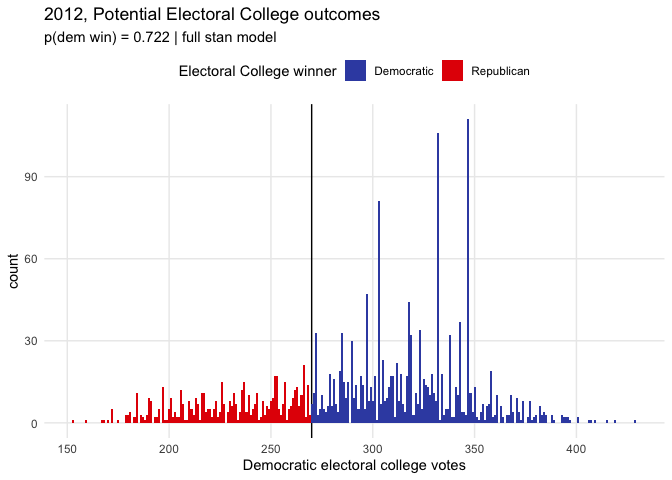 2012, Potential Electoral College outcomes
p(dem win) = 0.722 | full stan model
Electoral College winner Democratic Republican
90
60
30
0
count
150 200 250 300 350 400
Democratic electoral college votes